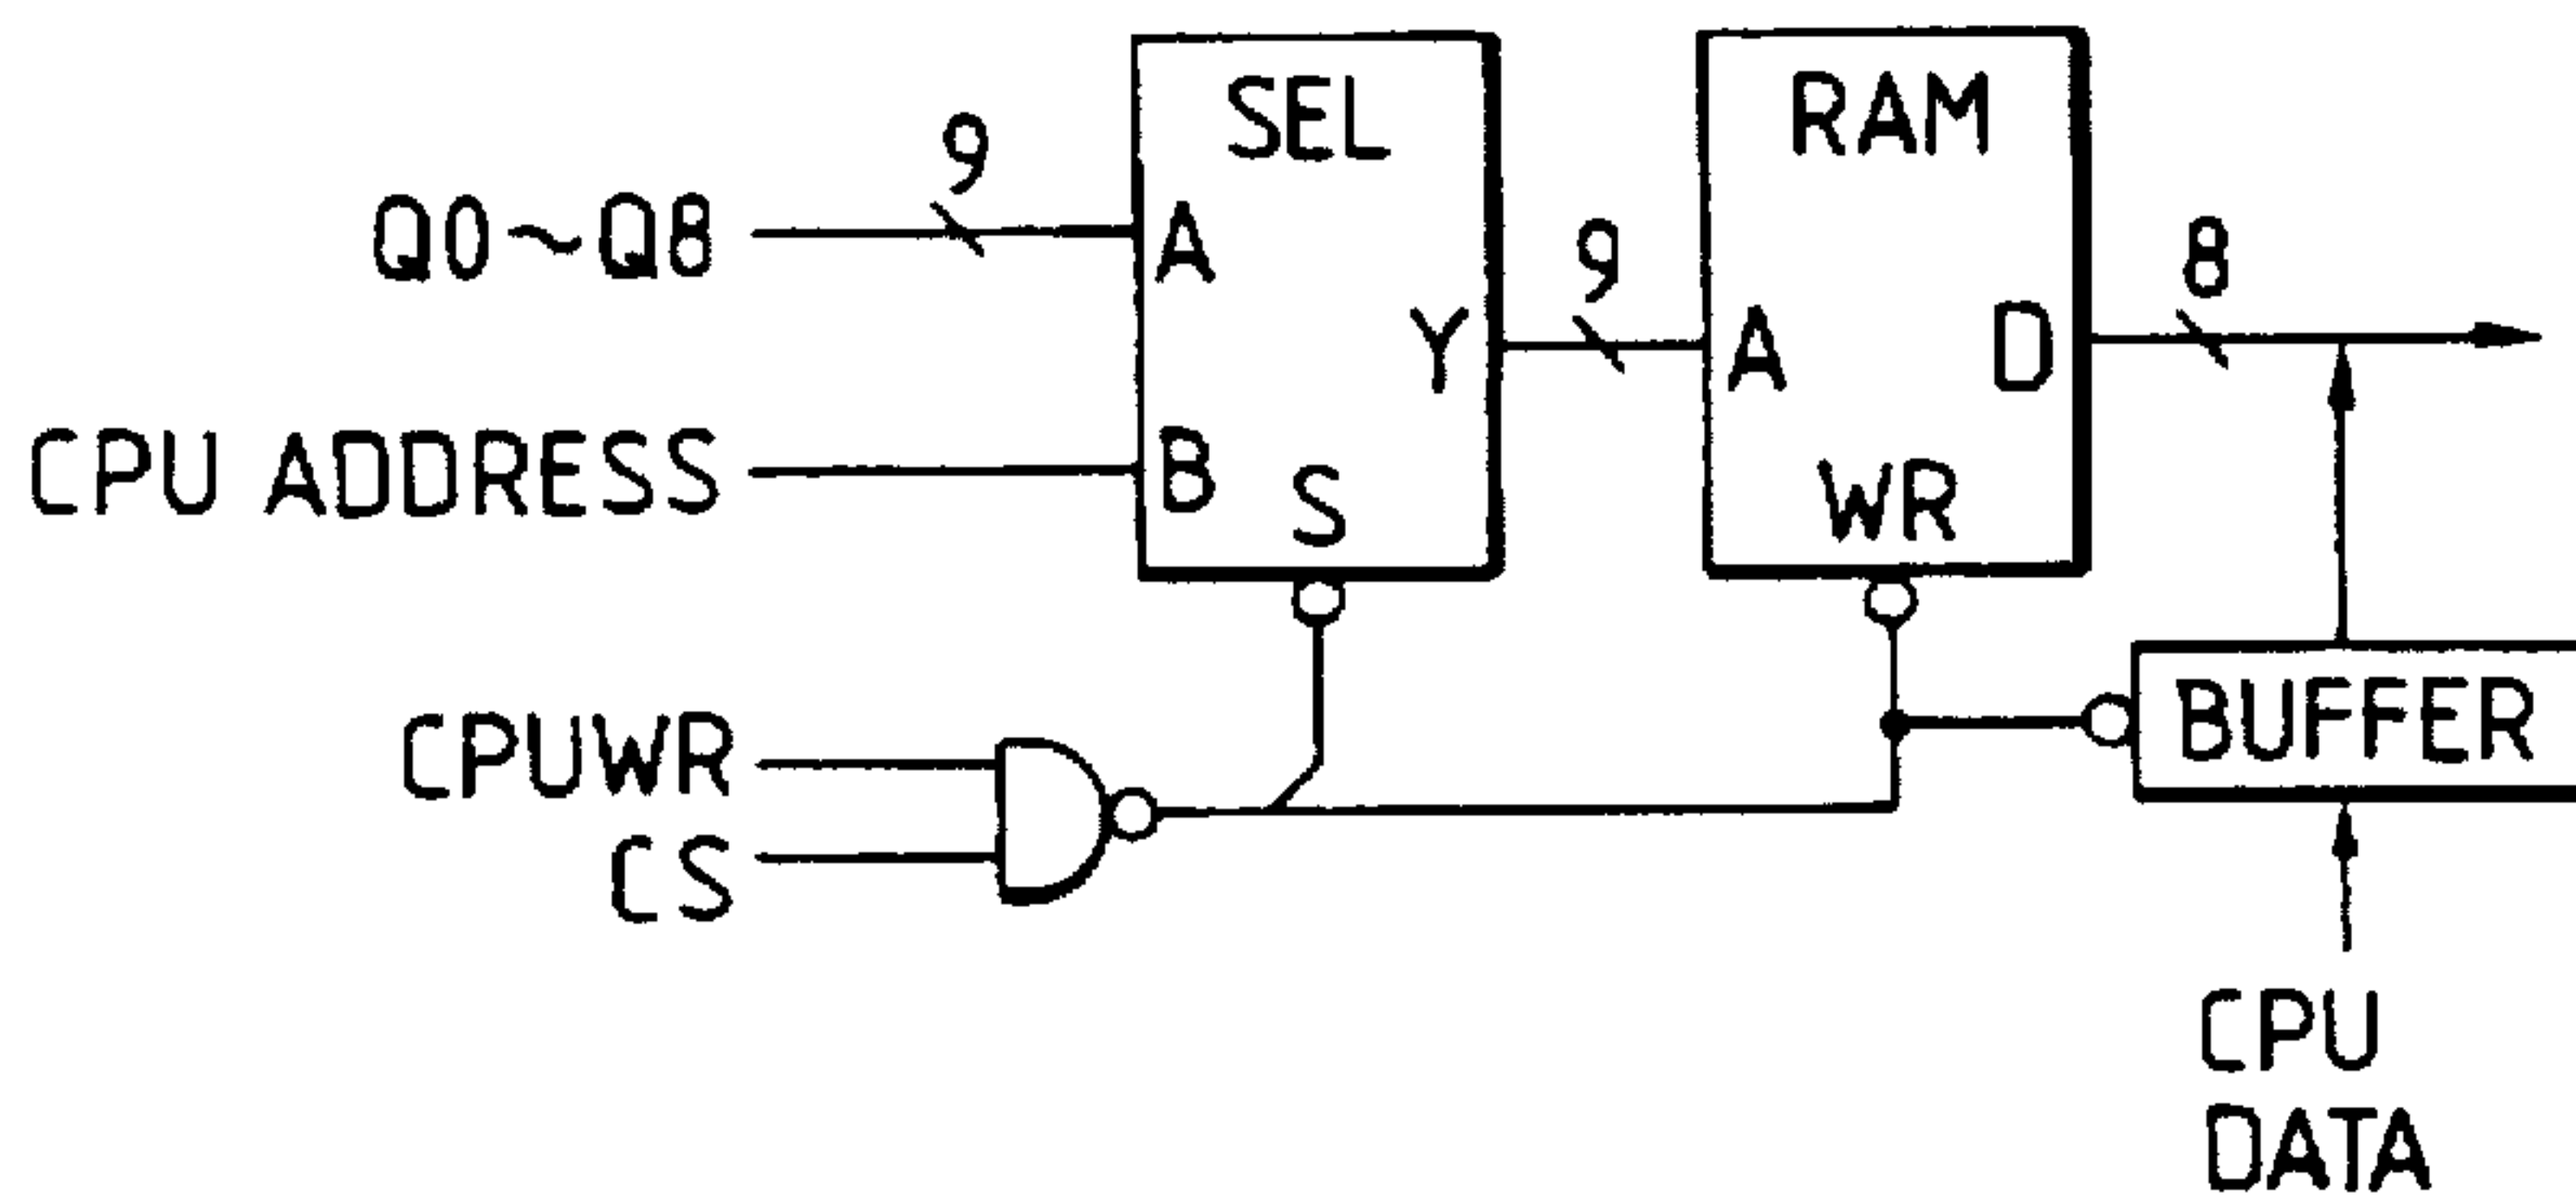 SEL
RAM
9
Q0~Q8
A
9
8
Y
A
D
CPU ADDRESS
B
S
WR
CPUWR
BUFFER
CS
CPU
DATA